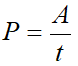 P = A/t